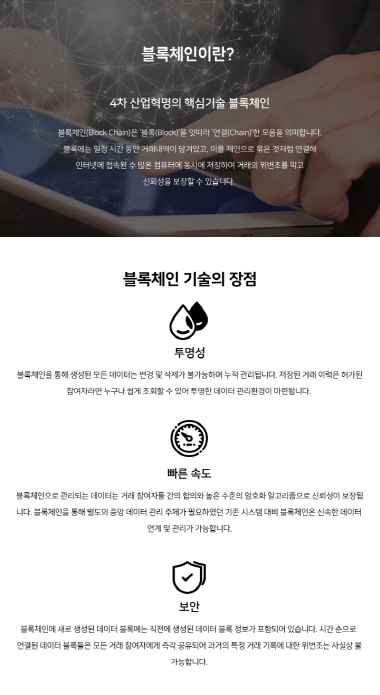 블록체인이란?
4차 산업혁명의 핵심기술 블록체인
블록체인(Block Chain)은 '블록(Block)'을 잇따라 '연결(Chain)'한 모음을 의미합니다.
블록에는 일정 시간 동안 거래내역이 담겨있고, 이를 체인으로 묶은 것처럼 연결해
인터넷에 접속된 수 많은 컴퓨터에 동시에 저장하며 거래의 위변조를 막고
신뢰성을 보장할 수 있습니다.
블록체인 기술의 장점
투명성
블록체인을 통해 생성된 모든 데이터는 변경 및 삭제가 불가능하며 누적 관리됩니다. 저장된 거래 이력은 허가된
참여자라면 누구나 쉽게 조회할 수 있어 투명한 데이터 관리환경이 마련됩니다.
빠른 속도
블록체인으로 관리되는 데이터는 거래 참여자들 간의 합의와 높은 수준의 암호화 알고리즘으로 신뢰성이 보장됩
니다. 블록체인을 통해 별도의 중앙 데이터 관리 주체가 필요하였던 기존 시스템 대비 블록체인은 신속한 데이터
연계 및 관리가 가능합니다.
보안
블록체인에 새로 생성된 데이터 블록에는 직전에 생성된 데이터 블록 정보가 포함되어 있습니다. 시간 순으로
연결된 데이터 블록들은 모든 거래 참여자에게 즉각 공유되어 과거의 특정 거래 기록에 대한 위변조는 사실상 불
가능합니다.